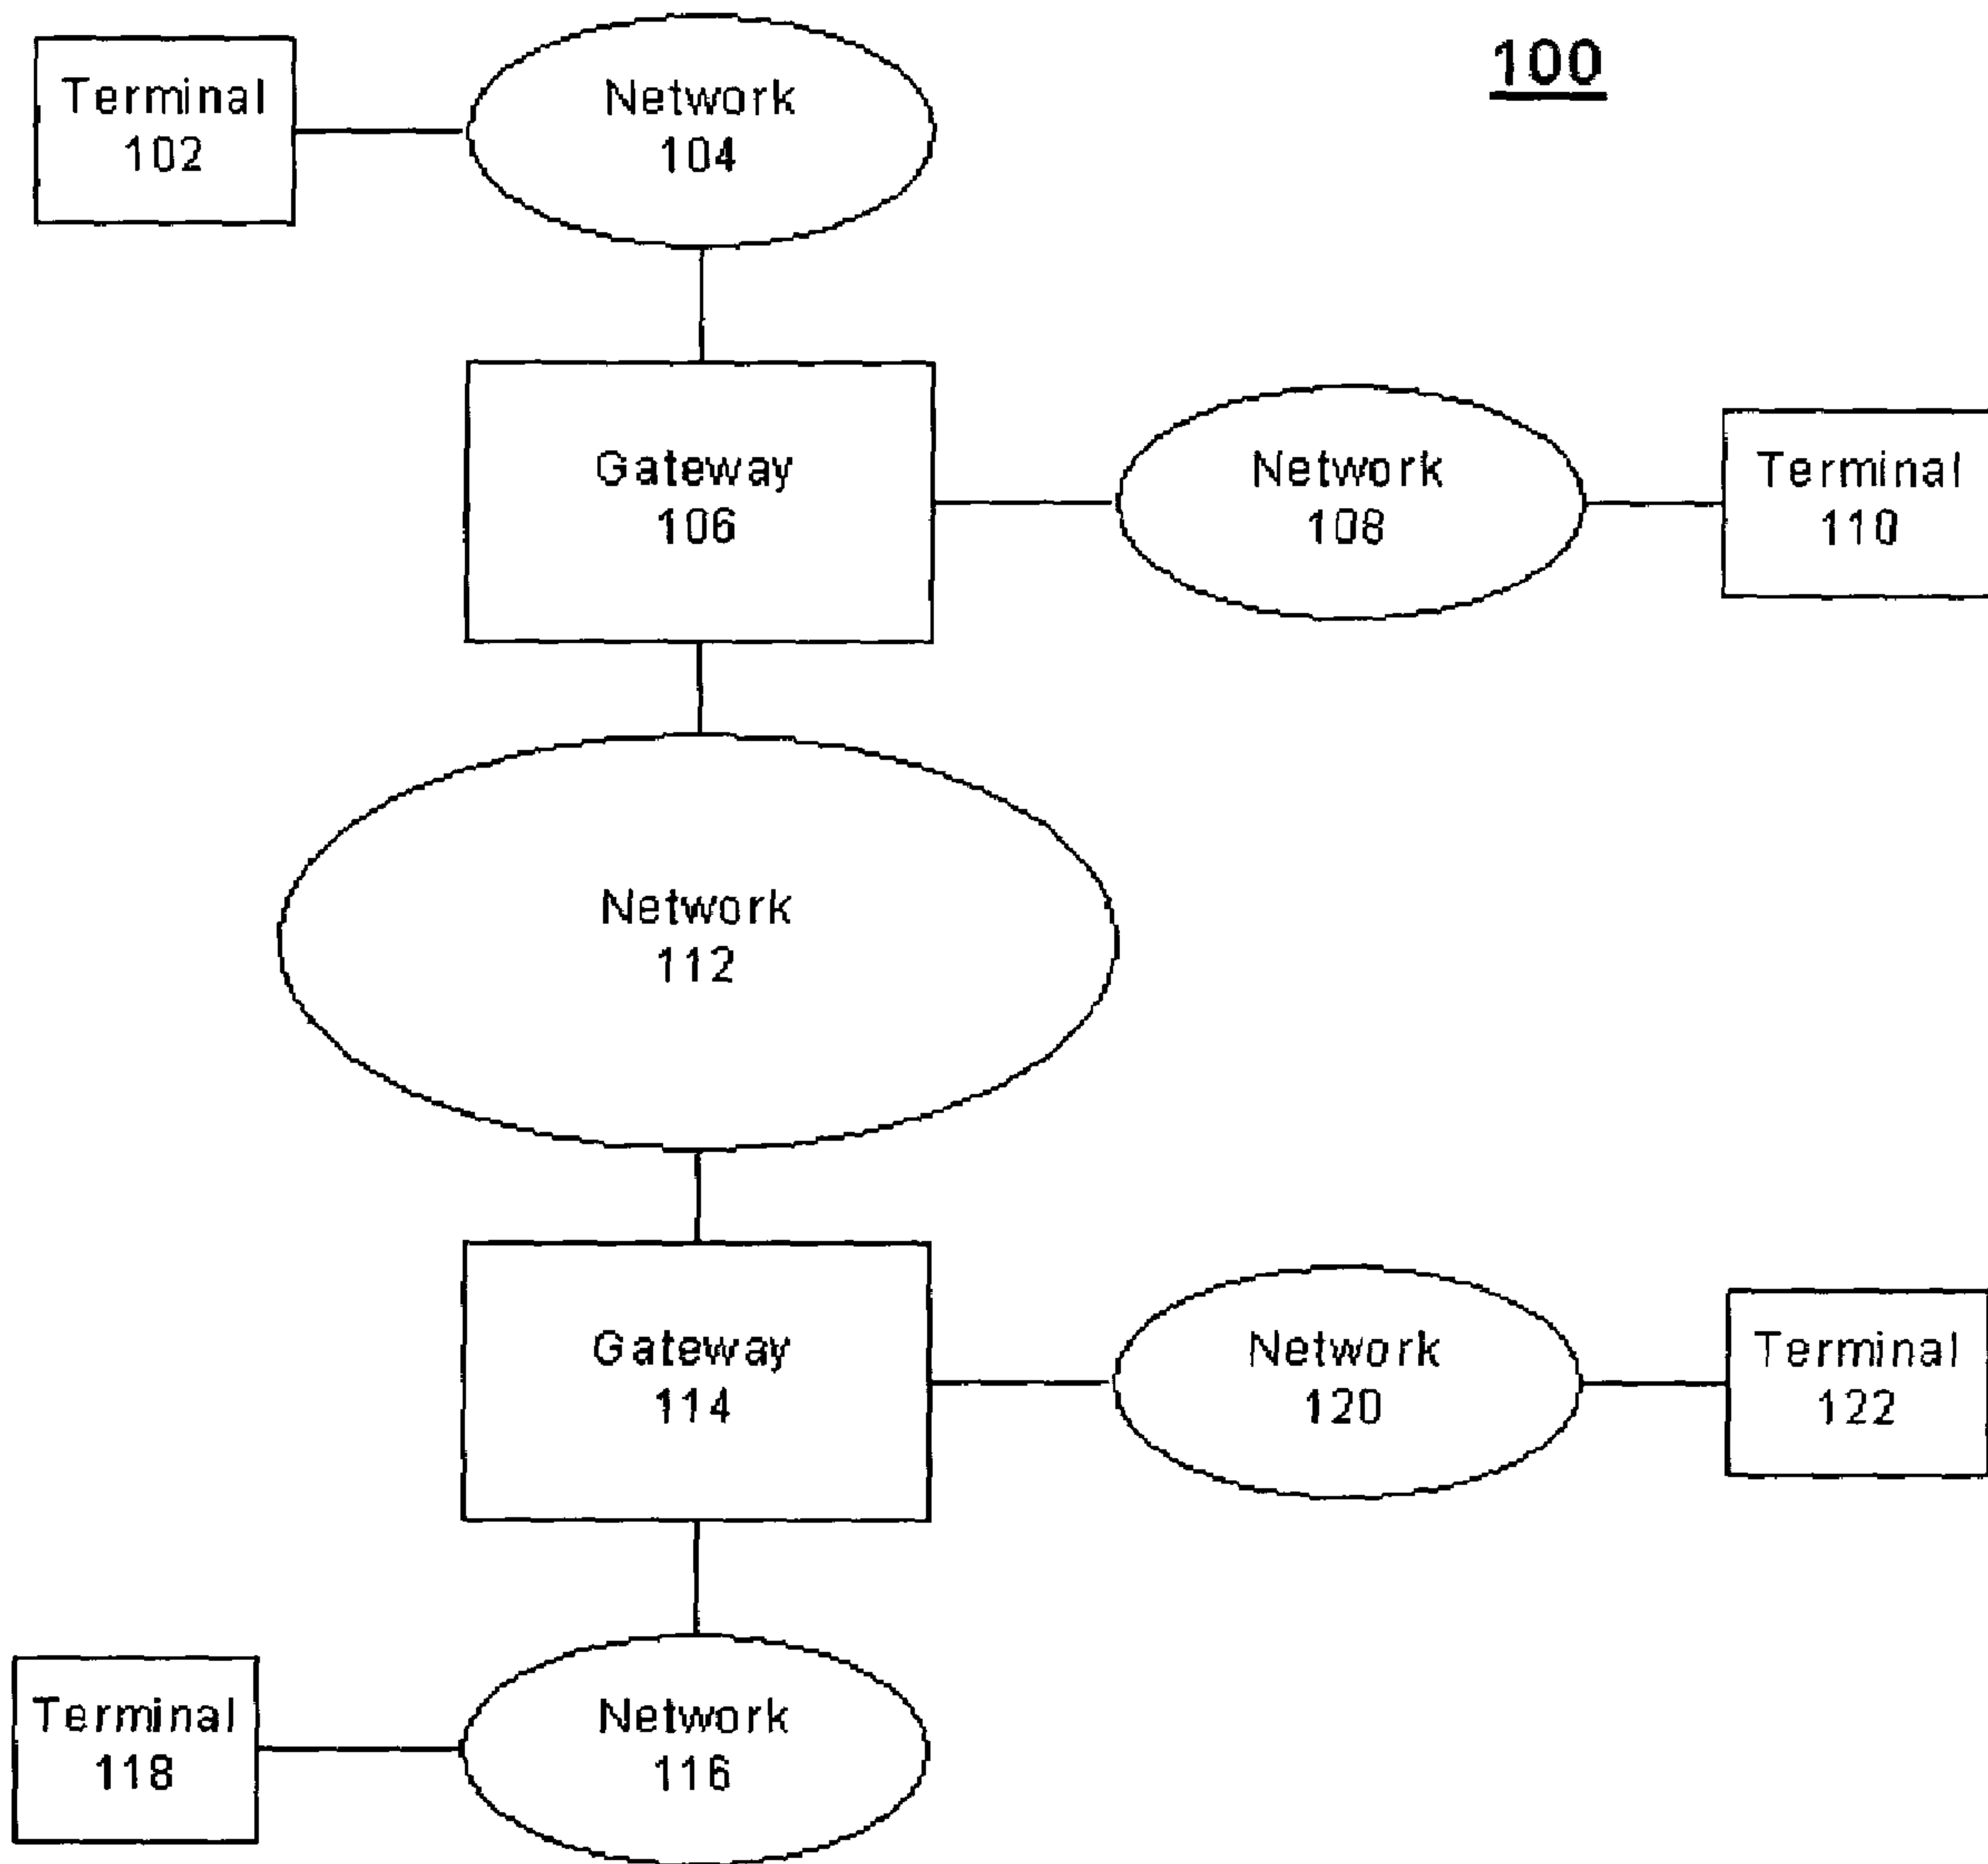 100
Terminal
102
Network
104
Gateway
106
Network
108
Terminal
110
Network
112
Gateway
114
Network
120
Terminal
122
Terminal
118
Network
116